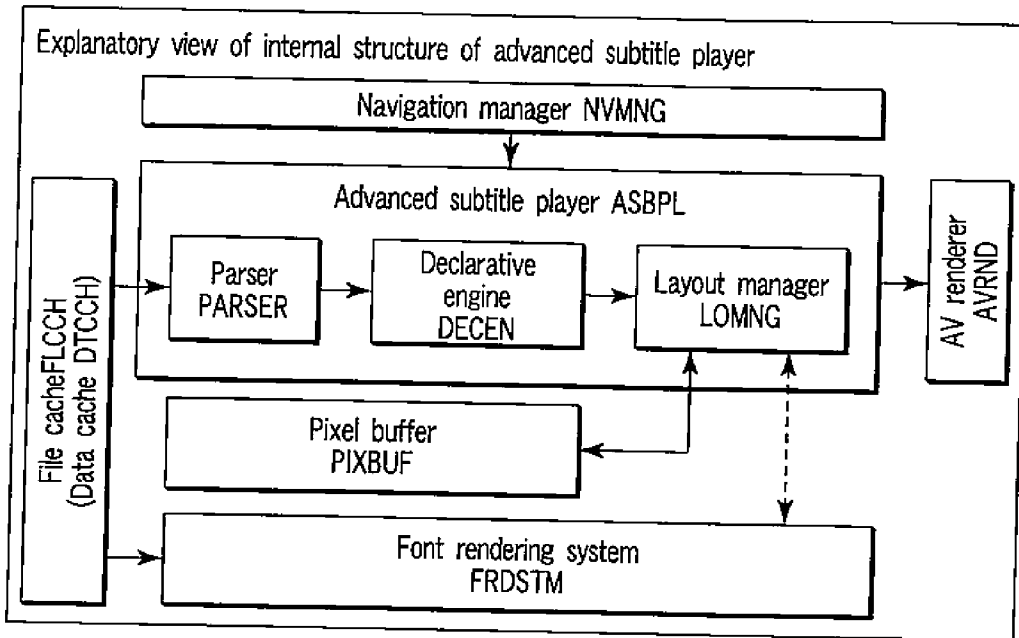 Explanatory view of internal structure of advanced subtitle player
Navigation manager NVMNG
Advanced subtitle player ASBPL
Parser
PARSER
Declarative
engine
DECEN
Layout manager
LOMNG
AV renderer
AVRND
File cacheFLCCH
(Data cache DTCCH)
Pixel buffer
PIXBUF
Font rendering system
FRDSTM